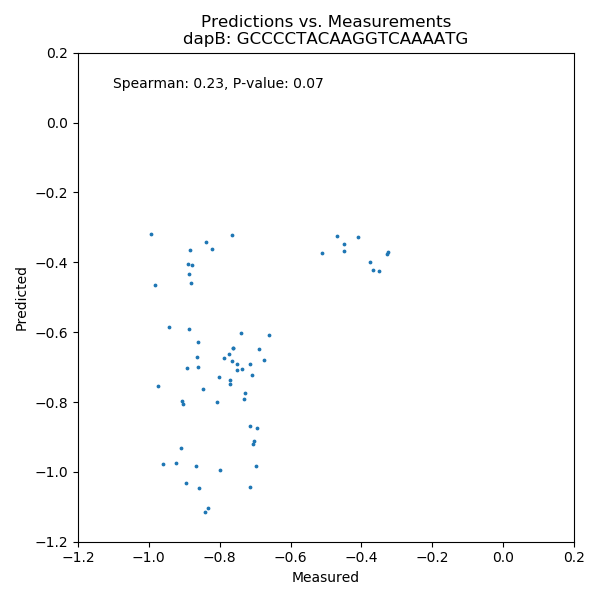 Predictions vs. Measurements
dapB: GCCCCTACAAGGTCAAAATG
Spearman: 0.23, P-value: 0.07
0.2
0.0
−0.2
−0.4
−0.6
−0.8
−1.0
−1.2
Predicted
−1.2 −1.0 −0.8 −0.6 −0.4 −0.2 0.0 0.2
Measured